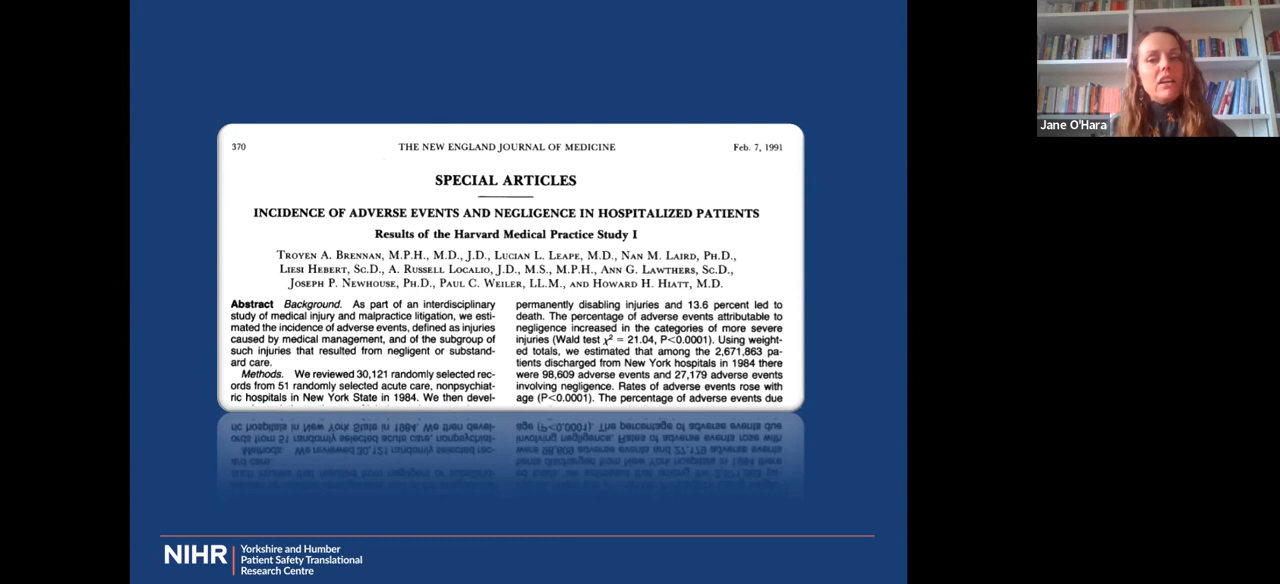 370 THE NEW ENGLAND JOURNAL OF MEDICINE Feb. 7, 1991
SPECIAL ARTICLES
INCIDENCE OF ADVERSE EVENTS AND NEGLIGENCE IN HOSPITALIZED PATIENTS
Results of the Harvard Medical Practice Study I
Troyen A. Brennan, M.P.H., M.D., J.D., Lucian L. Leape, M.D., Nan M. Laird, Ph.D.,
Liesi Hebert, Sc.D., A. Russell Localio, J.D., M.S., M.P.H., Ann G. Lawthers, Sc.D.,
Joseph P. Newhouse, Ph.D., Paul C. Weiler, LL.M., and Howard H. Hiatt, M.D.
Abstract Background. As part of an interdisciplinary
study of medical injury and malpractice litigation, we esti-
mated the incidence of adverse events, defined as injuries
caused by medical management, and of the subgroup of
such injuries that resulted from negligent or substand-
ard care.
Methods. We reviewed 30,121 randomly selected rec-
ords from 51 randomly selected acute care, nonpsychiat-
ric hospitals in New York State in 1984. We then devel-
permanently disabling injuries and 13.6 percent led to
death. The percentage of adverse events attributable to
negligence increased in the categories of more severe
injuries (Wald test χ² = 21.04, P<0.0001). Using weight-
ed totals, we estimated that among the 2,671,863 pa-
tients discharged from New York hospitals in 1984 there
were 98,609 adverse events and 27,179 adverse events
involving negligence. Rates of adverse events rose with
age (P<0.0001). The percentage of adverse events due
NIHR
Yorkshire and Humber
Patient Safety Translational
Research Centre
Jane O'Hara